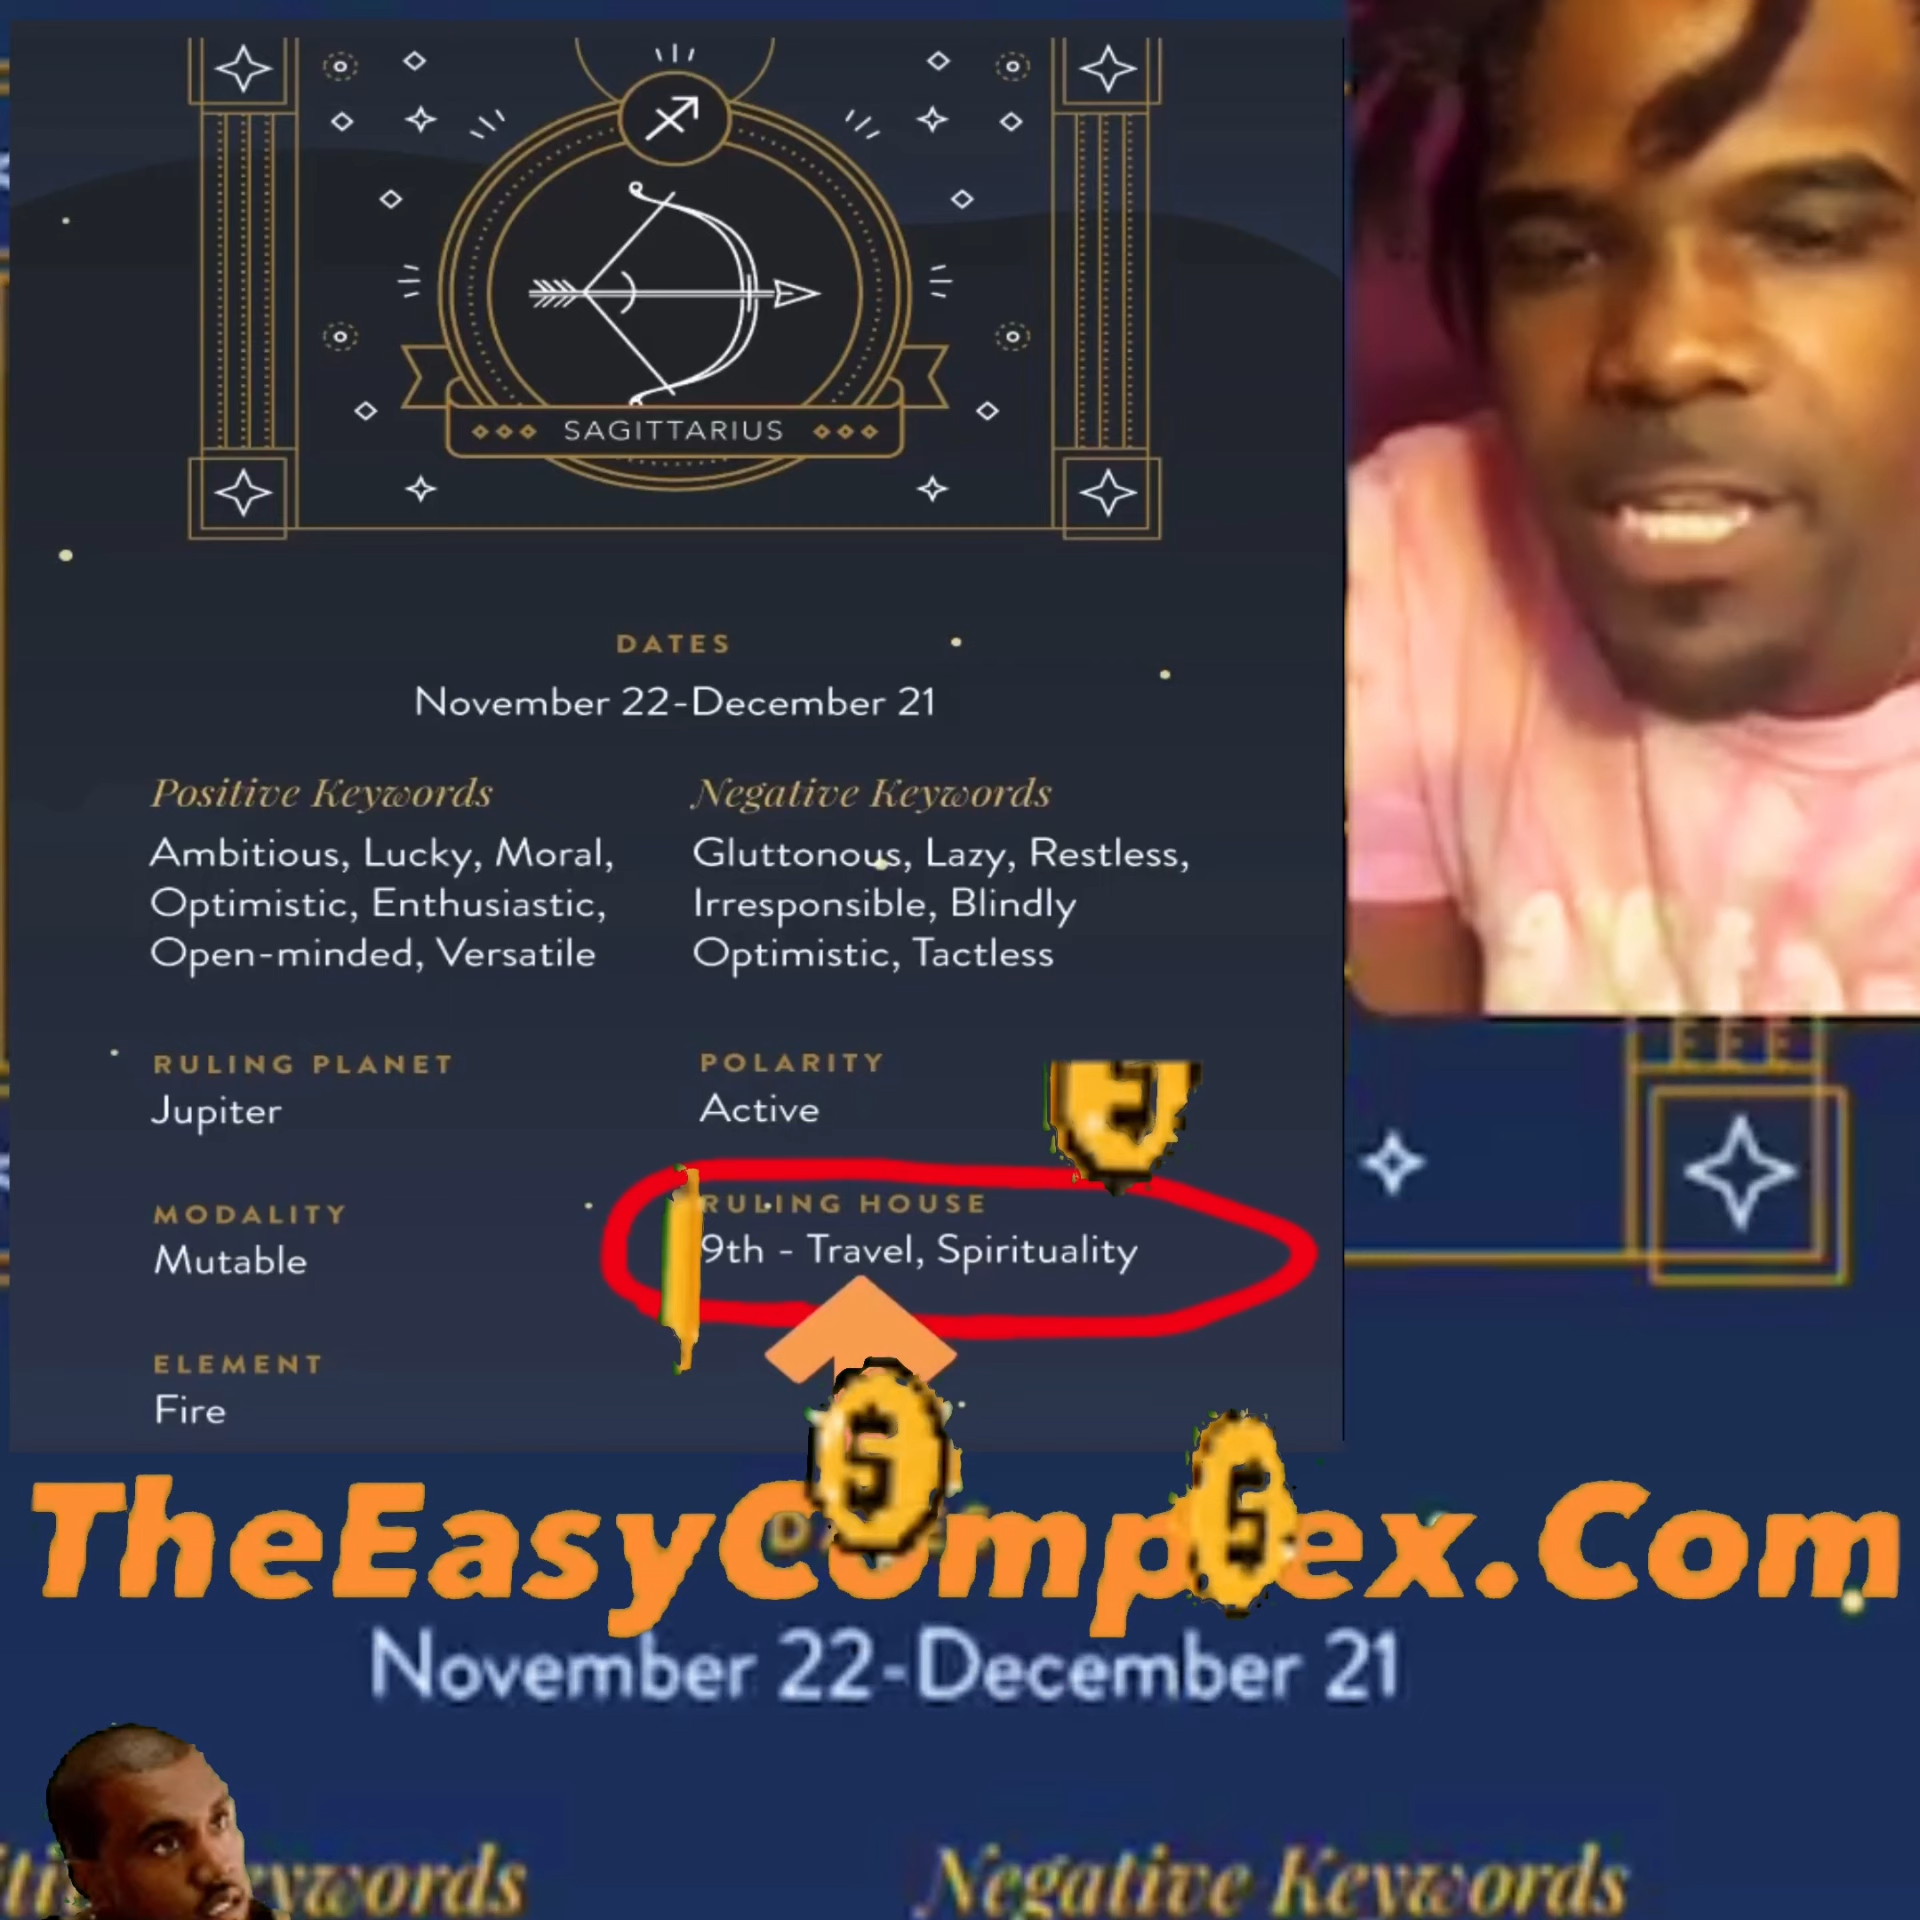 SAGITTARIUS
DATES
November 22-December 21
Positive Keywords
Ambitious, Lucky, Moral,
Optimistic, Enthusiastic,
Open-minded, Versatile
Negative Keywords
Gluttonous, Lazy, Restless,
Irresponsible, Blindly
Optimistic, Tactless
RULING PLANET
Jupiter
POLARITY
Active
MODALITY
Mutable
RULING HOUSE
9th - Travel, Spirituality
ELEMENT
Fire
$
$
TheEasyComplex.Com
November 22-December 21
Negative Keywords